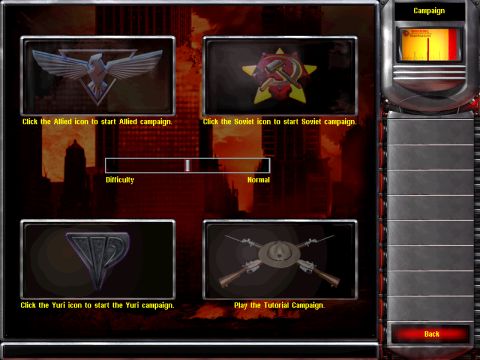 Campaign
Click the Allied icon to start Allied campaign.
Click the Soviet icon to start Soviet campaign.
Difficulty
Normal
Click the Yuri icon to start the Yuri campaign.
Play the Tutorial Campaign.
Back